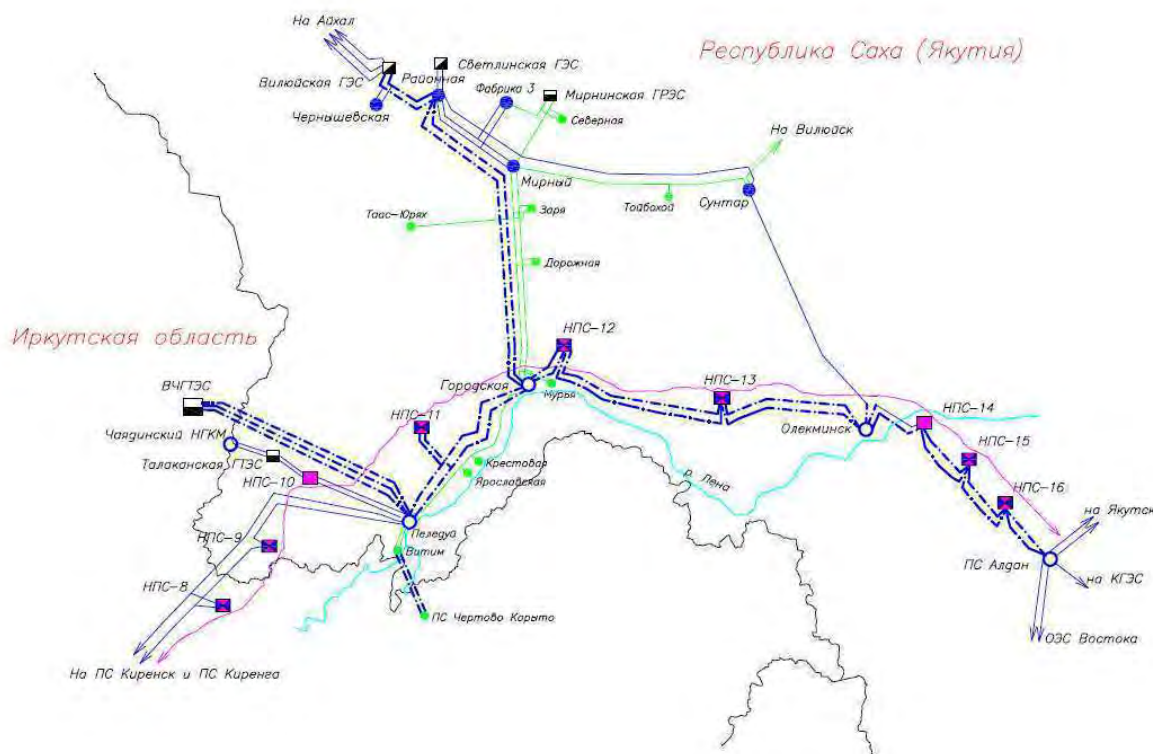 На Айхал
Республика Саха (Якутия)
Светлинская ГЭС
Вилюйская ГЭС
Районная
Фабрика 3
Мирнинская ГРЭС
Чернышевская
Северная
На Вилюйск
Мирный
Тойбохой
Сунтар
Таас-Юрях
Заря
Дорожная
Иркутская область
НПС-12
ВЧГТЭС
Городская
Мурья
НПС-13
НПС-11
НПС-14
Чаядинский НГКМ
Олекминск
НПС-15
Талаканская ГТЭС
Крестовая
Ярославская
р. Лена
НПС-10
НПС-16
на Якутск
НПС-9
Пеледуй
Витим
ПС Алдан
на КГЭС
НПС-8
ПС Чертово Корыто
ОЭС Востока
На ПС Киренск и ПС Киренга